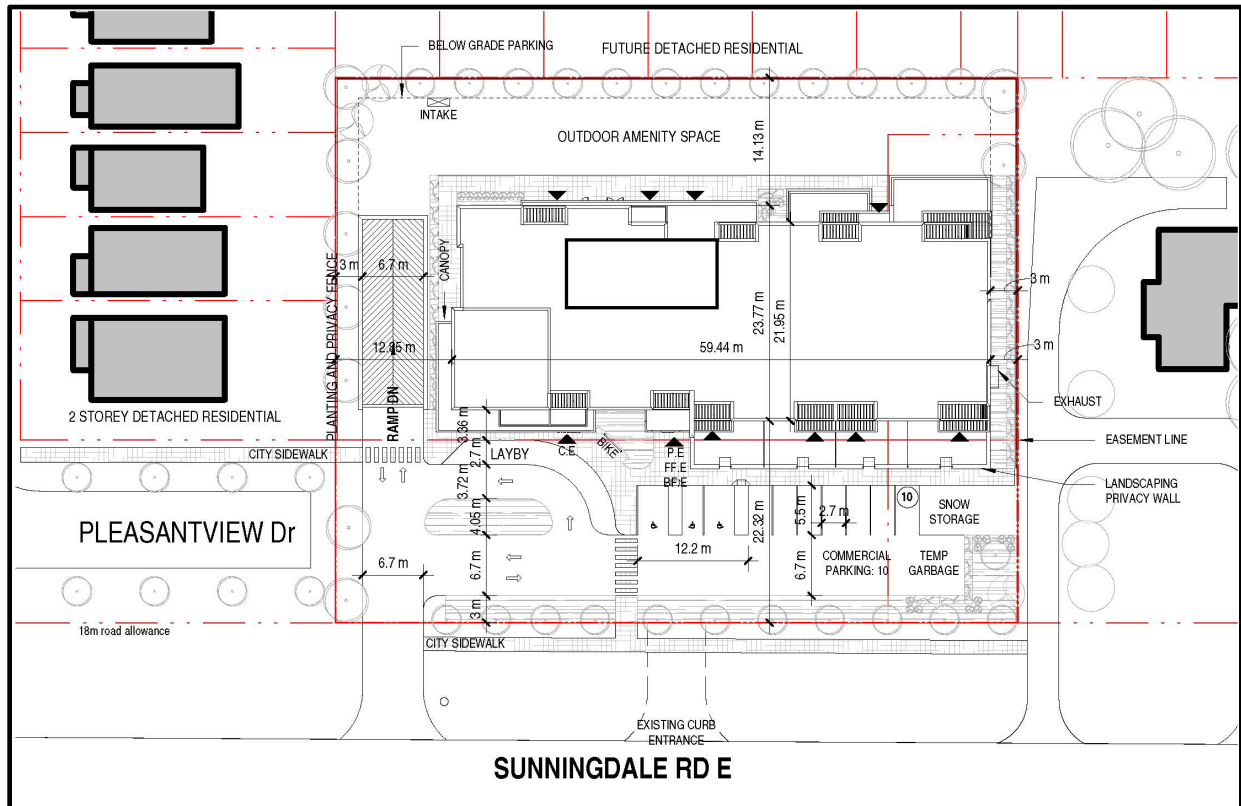 BELOW GRADE PARKING
FUTURE DETACHED RESIDENTIAL
INTAKE
OUTDOOR AMENITY SPACE
14.13 m
PLANTING AND PRIVACY FENCE
3 m
6.7 m
CANOPY
23.77 m
21.95 m
3 m
12.85 m
59.44 m
3 m
RAMP DN
EXHAUST
2 STOREY DETACHED RESIDENTIAL
3.36 m
CITY SIDEWALK
2.7 m
LAYBY
C.E
BIKE
P.E
FF.E
EASEMENT LINE
LANDSCAPING
PRIVACY WALL
3.72 m
10
SNOW
STORAGE
PLEASANTVIEW Dr
4.05 m
22.32 m
5.5 m
2.7 m
6.7 m
6.7 m
12.2 m
6.7 m
COMMERCIAL
PARKING: 10
TEMP
GARBAGE
3 m
18m road allowance
CITY SIDEWALK
EXISTING CURB
ENTRANCE
SUNNINGDALE RD E